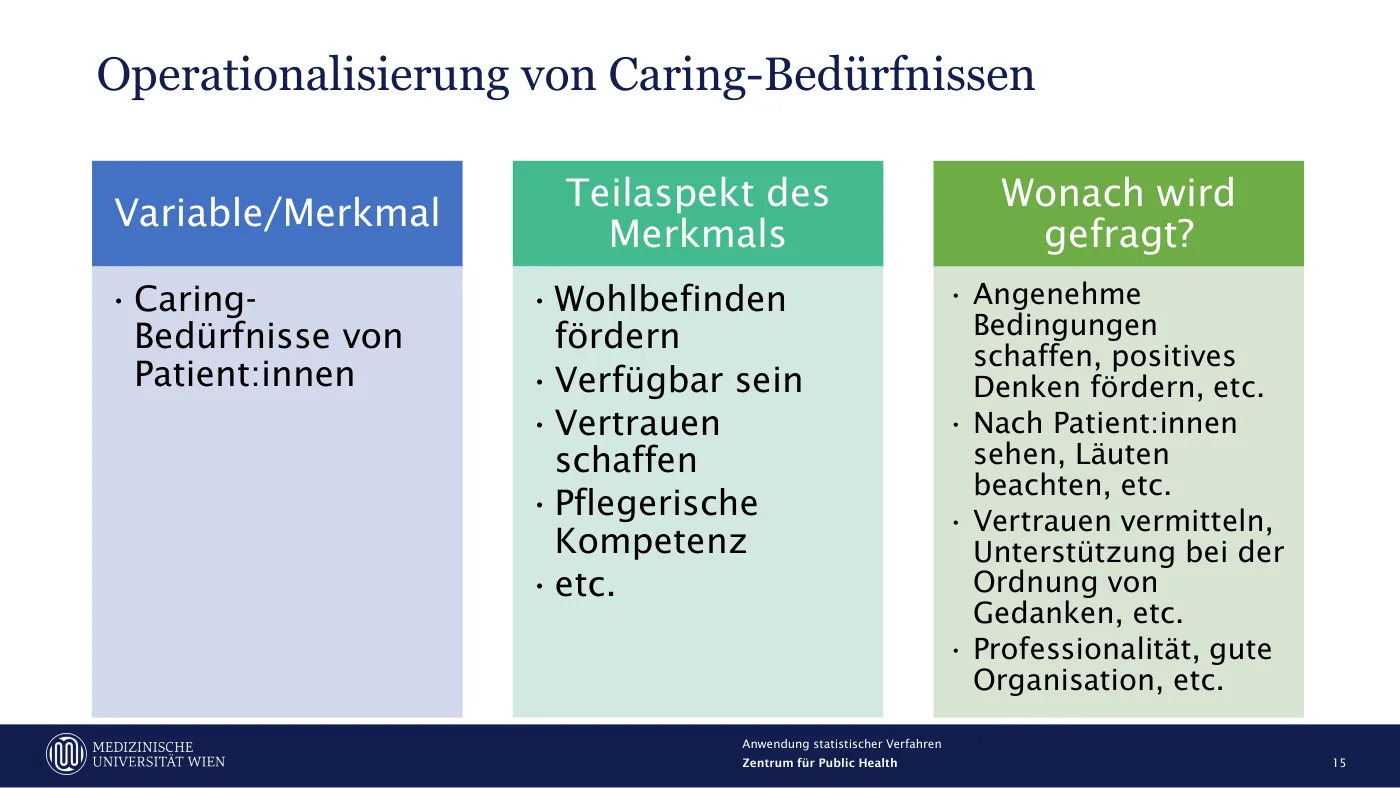 Operationalisierung von Caring-Bedürfnissen
Variable/Merkmal
• Caring-
Bedürfnisse von
Patient:innen
Teilaspekt des
Merkmals
• Wohlbefinden
fördern
• Verfügbar sein
• Vertrauen
schaffen
• Pflegerische
Kompetenz
• etc.
Wonach wird
gefragt?
• Angenehme
Bedingungen
schaffen, positives
Denken fördern, etc.
• Nach Patient:innen
sehen, Läuten
beachten, etc.
• Vertrauen vermitteln,
Unterstützung bei der
Ordnung von
Gedanken, etc.
• Professionalität, gute
Organisation, etc.
MEDIZINISCHE
UNIVERSITÄT WIEN
Anwendung statistischer Verfahren
Zentrum für Public Health
15